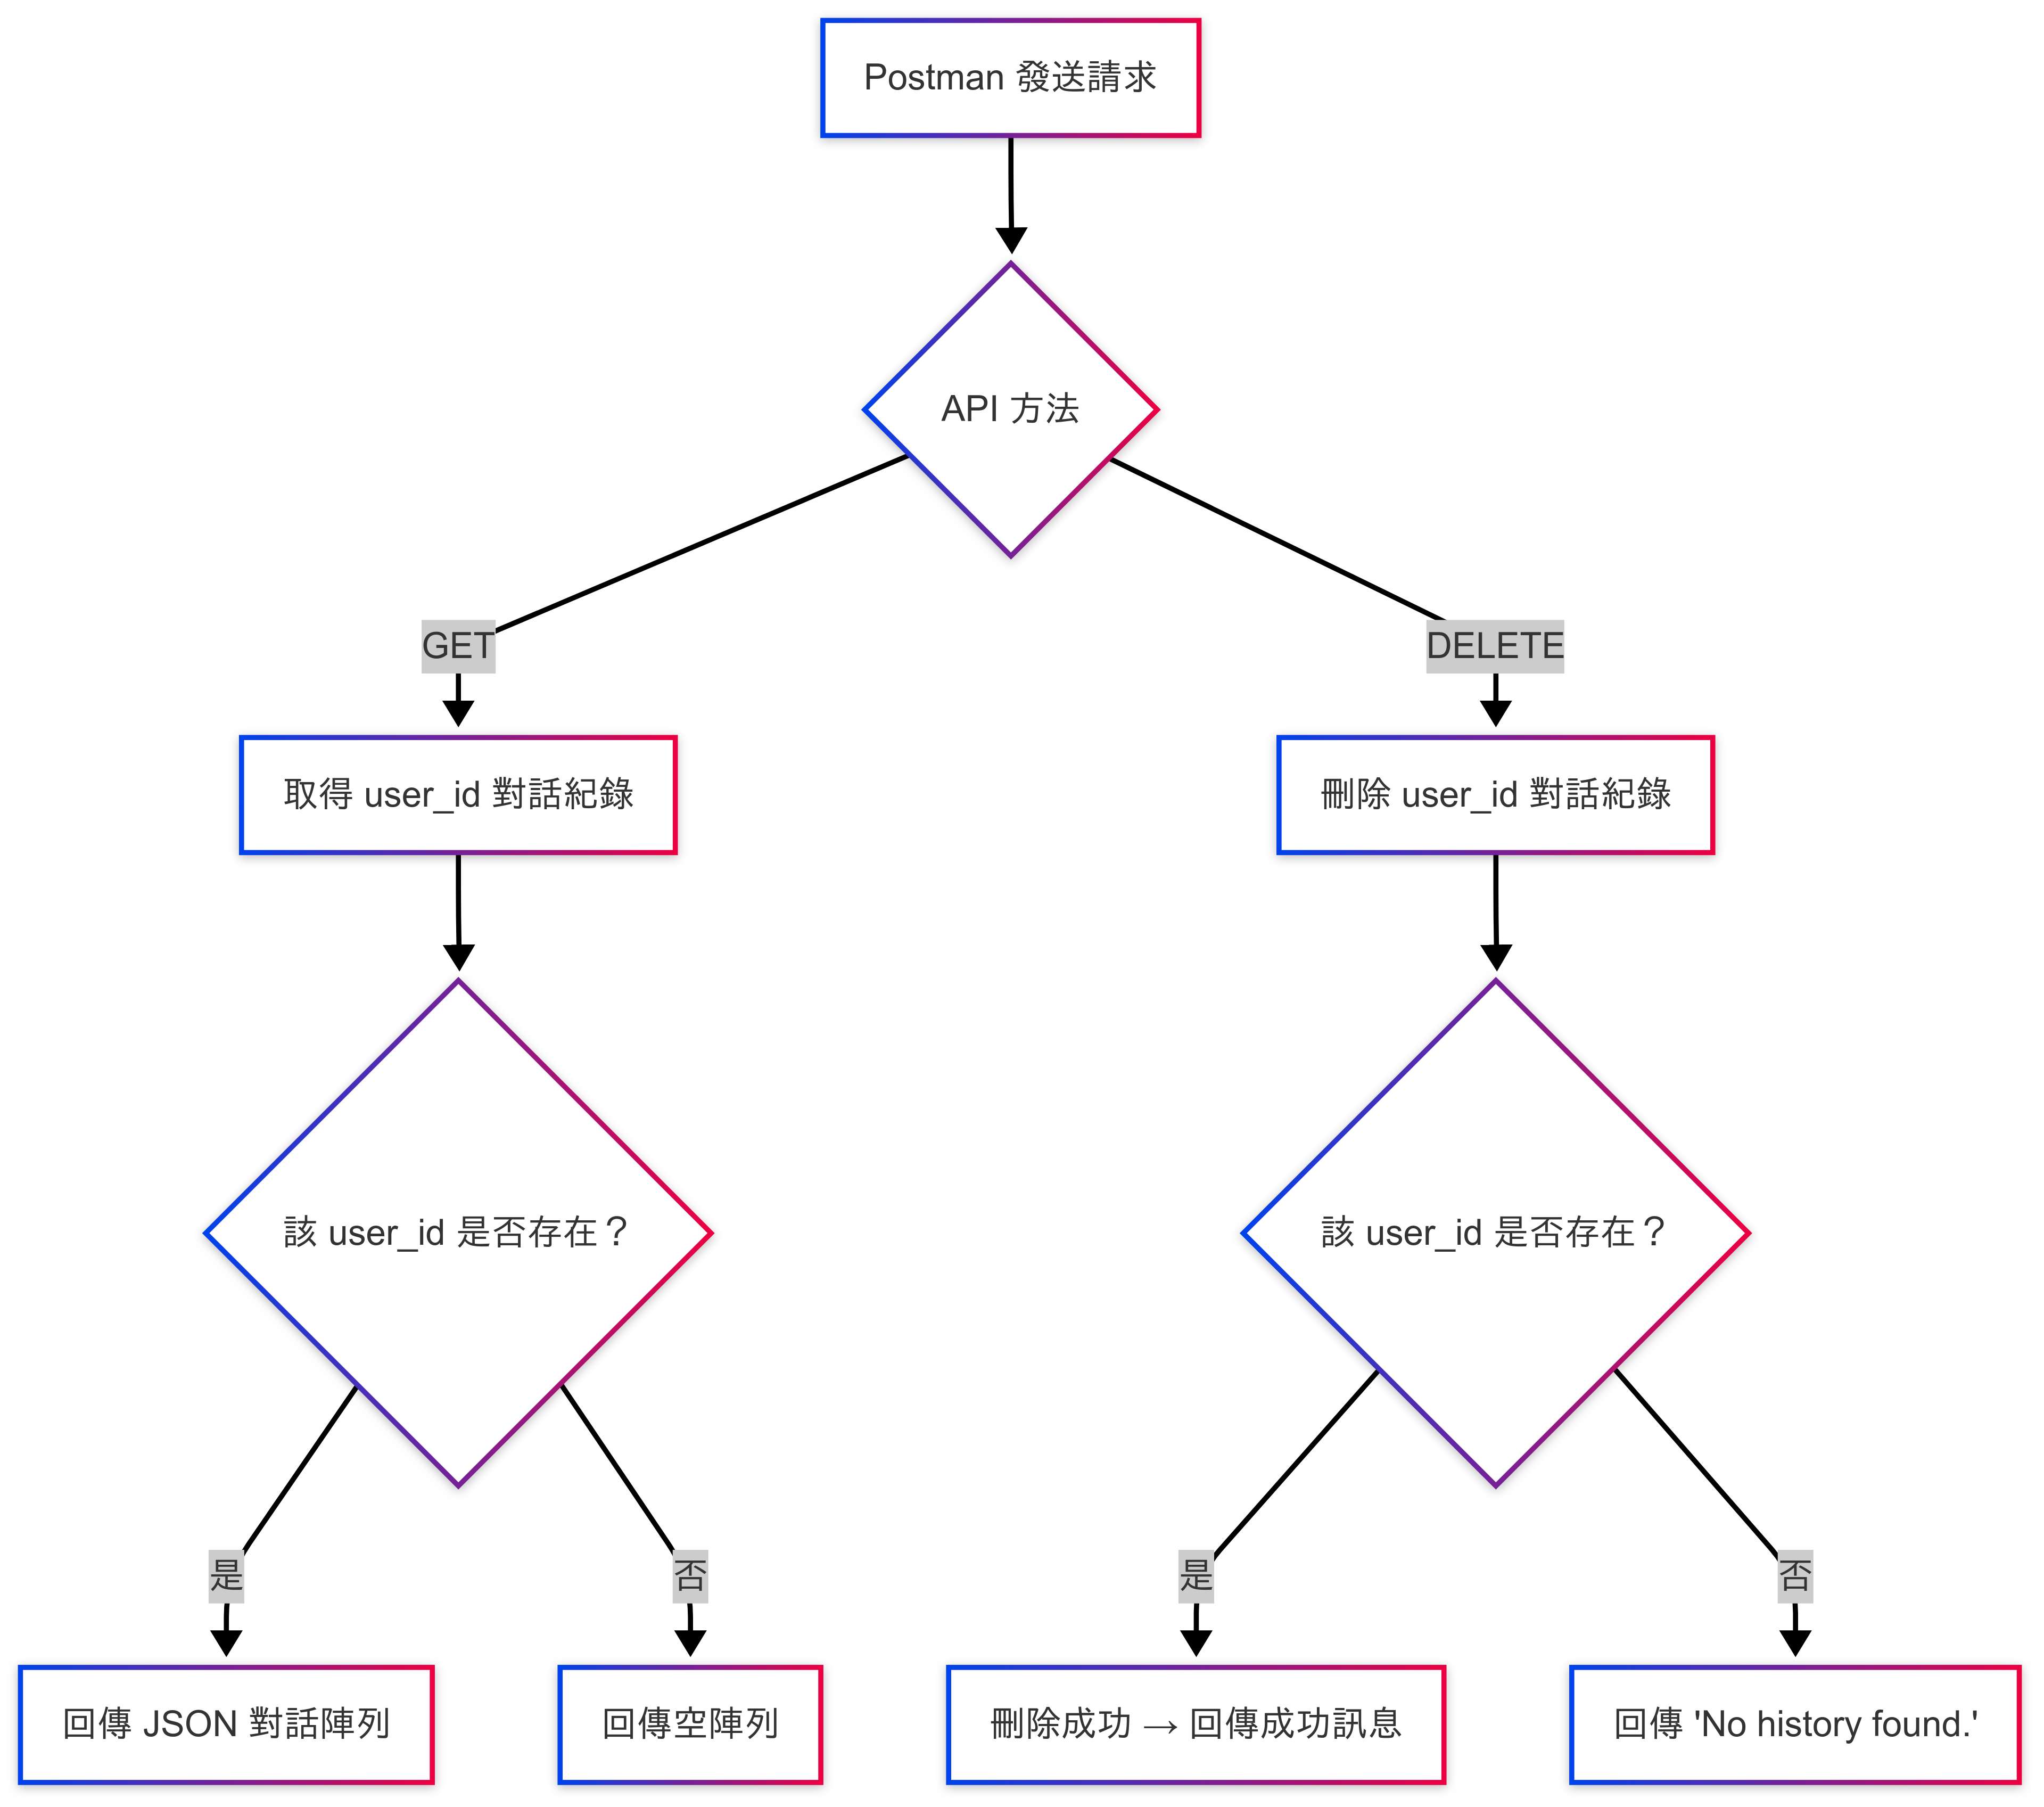 Postman 發送請求
API 方法
GET
DELETE
取得 user_id 對話紀錄
刪除 user_id 對話紀錄
該 user_id 是否存在？
該 user_id 是否存在？
是
否
是
否
回傳 JSON 對話陣列
回傳空陣列
刪除成功 → 回傳成功訊息
回傳 'No history found.'